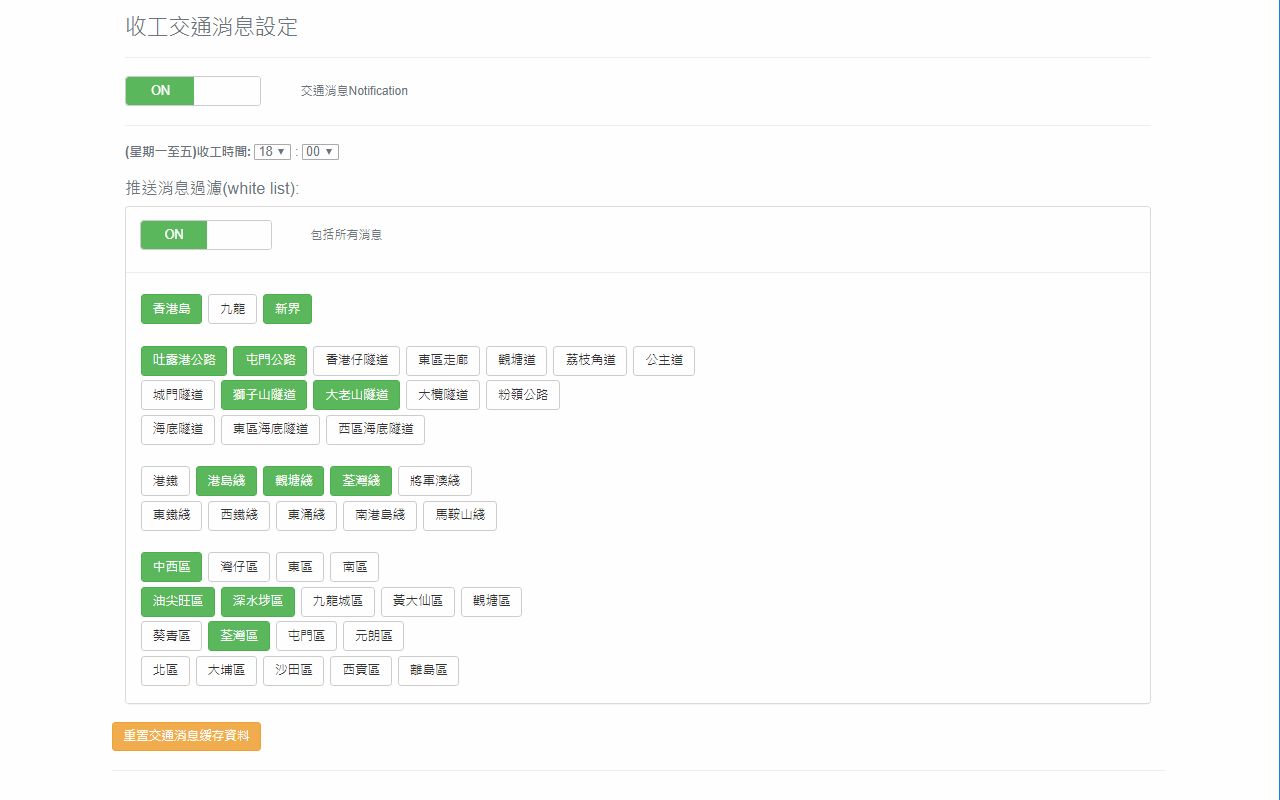 收工交通消息設定
ON 交通消息Notification
(星期一至五)收工時間: 18 ▼ : 00 ▼
推送消息過濾(white list):
ON 包括所有消息
香港島 九龍 新界
吐露港公路 屯門公路 香港仔隧道 東區走廊 觀塘道 荔枝角道 公主道
城門隧道 獅子山隧道 大老山隧道 大欖隧道 粉嶺公路
海底隧道 東區海底隧道 西區海底隧道
港鐵 港島綫 觀塘綫 荃灣綫 將軍澳綫
東鐵綫 西鐵綫 東涌綫 南港島綫 馬鞍山綫
中西區 灣仔區 東區 南區
油尖旺區 深水埗區 九龍城區 黃大仙區 觀塘區
葵青區 荃灣區 屯門區 元朗區
北區 大埔區 沙田區 西貢區 離島區
重置交通消息緩存資料